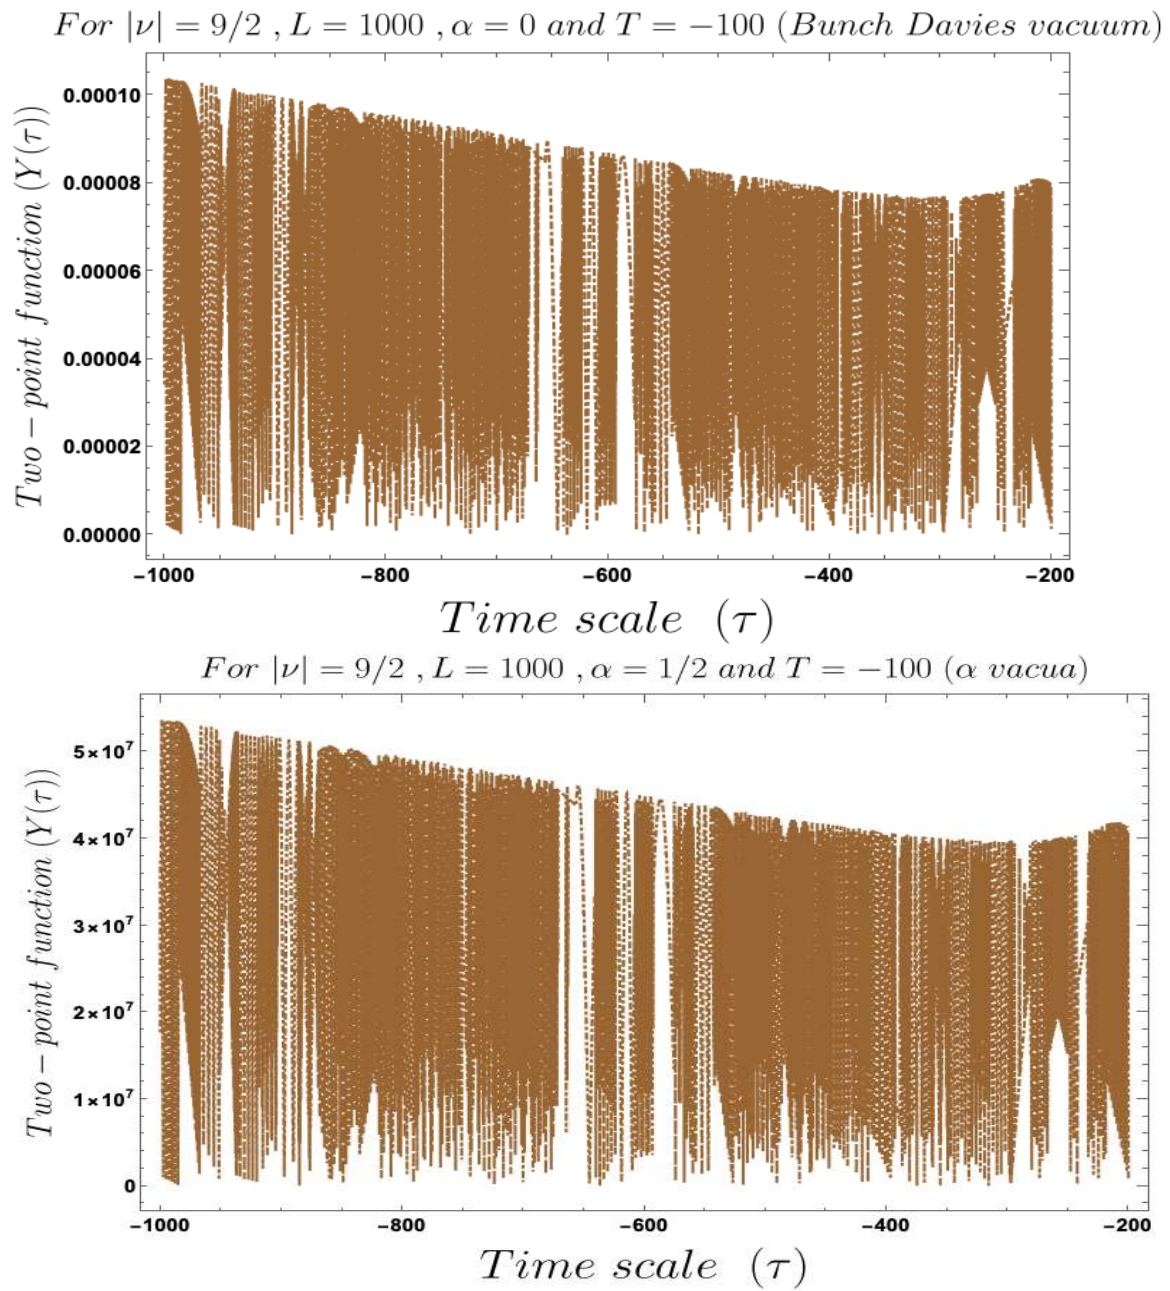 For |ν| = 9/2 , L = 1000 , α = 0 and T = −100 (Bunch Davies vacuum)
Two − point function (Y(τ))
0.00010
0.00008
0.00006
0.00004
0.00002
0.00000
−1000 −800 −600 −400 −200
Time scale (τ)
For |ν| = 9/2 , L = 1000 , α = 1/2 and T = −100 (α vacua)
Two − point function (Y(τ))
5×10⁷
4×10⁷
3×10⁷
2×10⁷
1×10⁷
0
−1000 −800 −600 −400 −200
Time scale (τ)